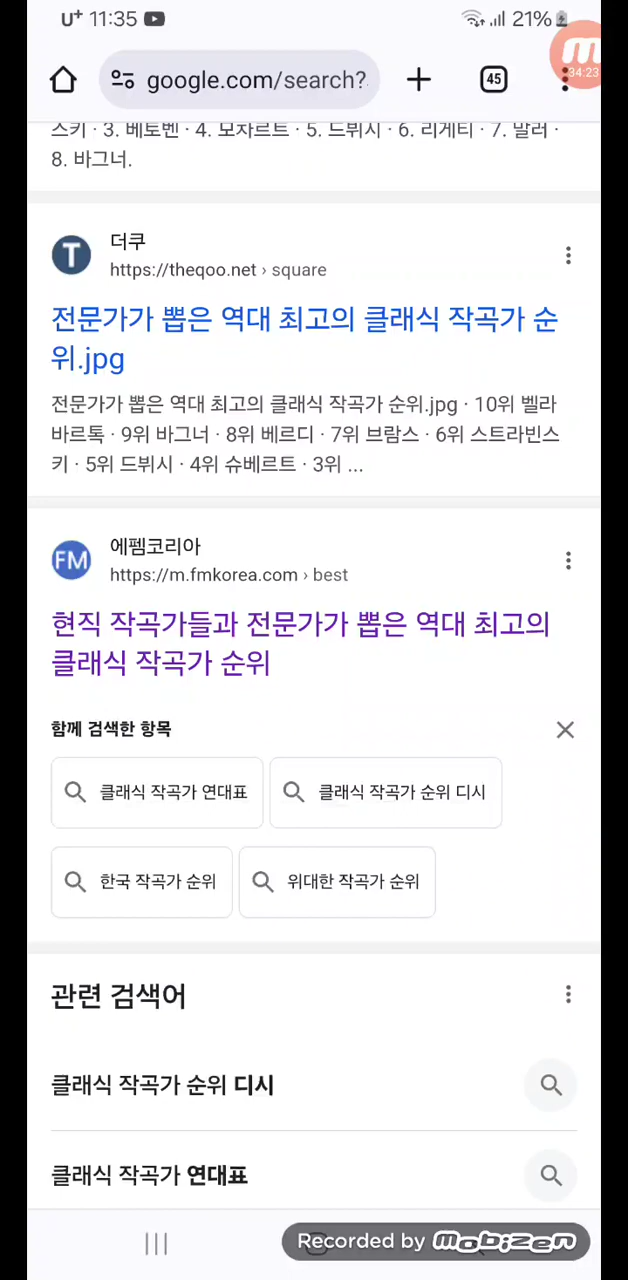 U+ 11:35 21%
google.com/search?
45
34:23
스키 · 3. 베토벤 · 4. 모차르트 · 5. 드뷔시 · 6. 리게티 · 7. 말러 ·
8. 바그너.
T
더쿠
https://theqoo.net › square
전문가가 뽑은 역대 최고의 클래식 작곡가 순
위.jpg
전문가가 뽑은 역대 최고의 클래식 작곡가 순위.jpg · 10위 벨라
바르톡 · 9위 바그너 · 8위 베르디 · 7위 브람스 · 6위 스트라빈스
키 · 5위 드뷔시 · 4위 슈베르트 · 3위 ...
FM
에펨코리아
https://m.fmkorea.com › best
현직 작곡가들과 전문가가 뽑은 역대 최고의
클래식 작곡가 순위
함께 검색한 항목
클래식 작곡가 연대표
클래식 작곡가 순위 디시
한국 작곡가 순위
위대한 작곡가 순위
관련 검색어
클래식 작곡가 순위 디시
클래식 작곡가 연대표
Recorded by mobizen